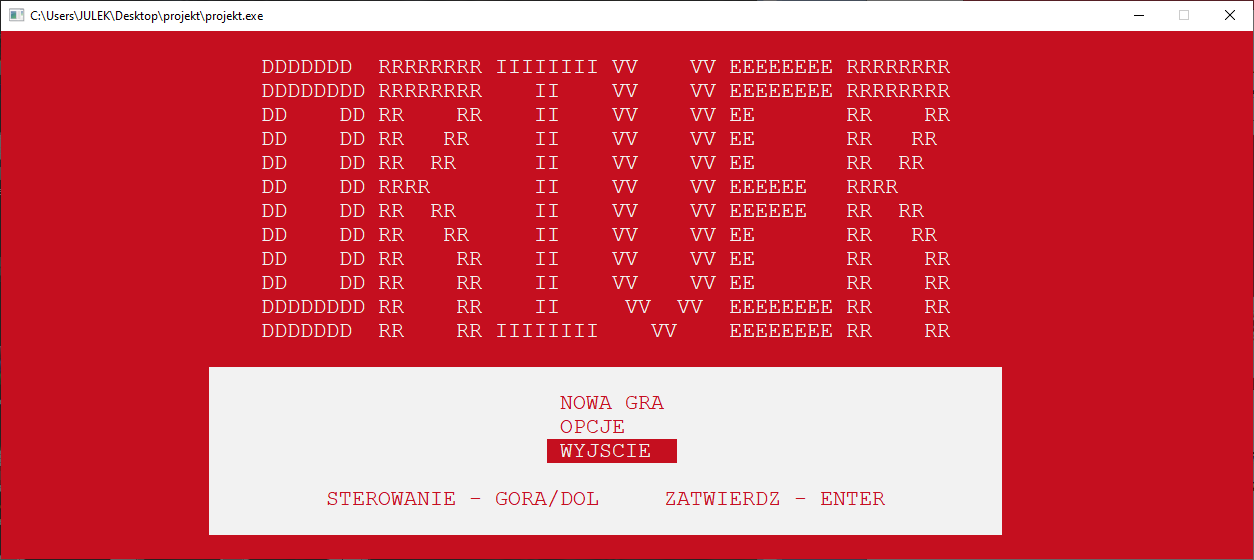 C:\Users\JULEK\Desktop\projekt\projekt.exe
DDDDDDD  RRRRRRRR IIIIIIII VV    VV EEEEEEEE RRRRRRRR
DDDDDDDD RRRRRRRR    II    VV    VV EEEEEEEE RRRRRRRR
DD    DD RR    RR    II    VV    VV EE       RR    RR
DD    DD RR   RR     II    VV    VV EE       RR   RR
DD    DD RR  RR      II    VV    VV EE       RR  RR
DD    DD RRRR        II    VV    VV EEEEEE   RRRR
DD    DD RR  RR      II    VV    VV EEEEEE   RR  RR
DD    DD RR   RR     II    VV    VV EE       RR   RR
DD    DD RR    RR    II    VV    VV EE       RR    RR
DD    DD RR    RR    II    VV    VV EE       RR    RR
DDDDDDDD RR    RR    II     VV  VV  EEEEEEEE RR    RR
DDDDDDD  RR    RR IIIIIIII    VV    EEEEEEEE RR    RR
NOWA GRA
OPCJE
WYJSCIE
STEROWANIE - GORA/DOL     ZATWIERDZ - ENTER